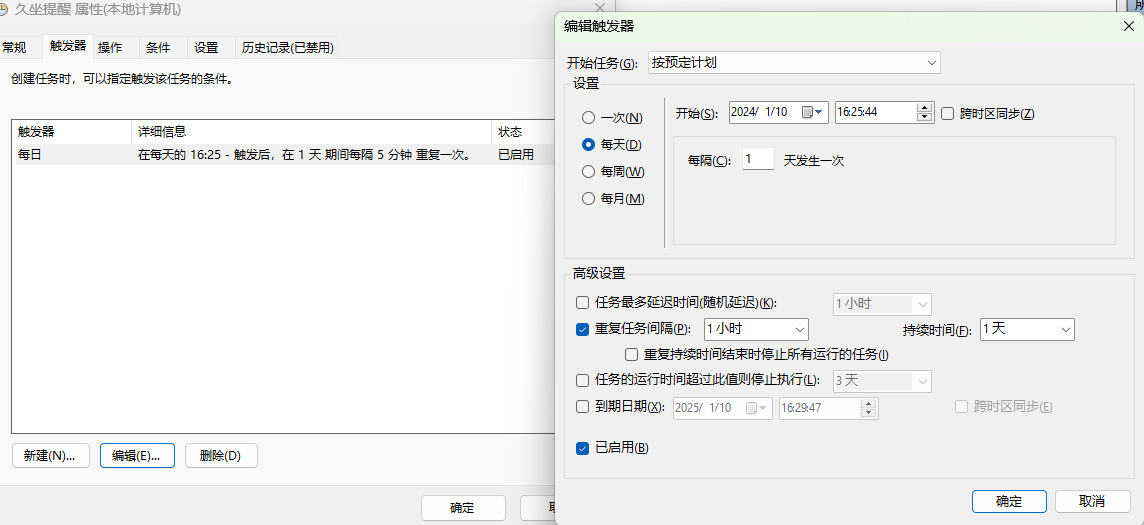 久坐提醒 属性(本地计算机)
常规
触发器
操作
条件
设置
历史记录(已禁用)
创建任务时，可以指定触发该任务的条件。
触发器
详细信息
状态
每日
在每天的 16:25 - 触发后，在 1 天 期间每隔 5 分钟 重复一次。
已启用
新建(N)...
编辑(E)...
删除(D)
确定
编辑触发器
开始任务(G):
按预定计划
设置
一次(N)
每天(D)
每周(W)
每月(M)
开始(S):
2024/ 1/10
16:25:44
跨时区同步(Z)
每隔(C):
1
天发生一次
高级设置
任务最多延迟时间(随机延迟)(K):
1 小时
重复任务间隔(P):
1 小时
持续时间(F):
1 天
重复持续时间结束时停止所有运行的任务(I)
任务的运行时间超过此值则停止执行(L):
3 天
到期日期(X):
2025/ 1/10
16:29:47
跨时区同步(E)
已启用(B)
确定
取消